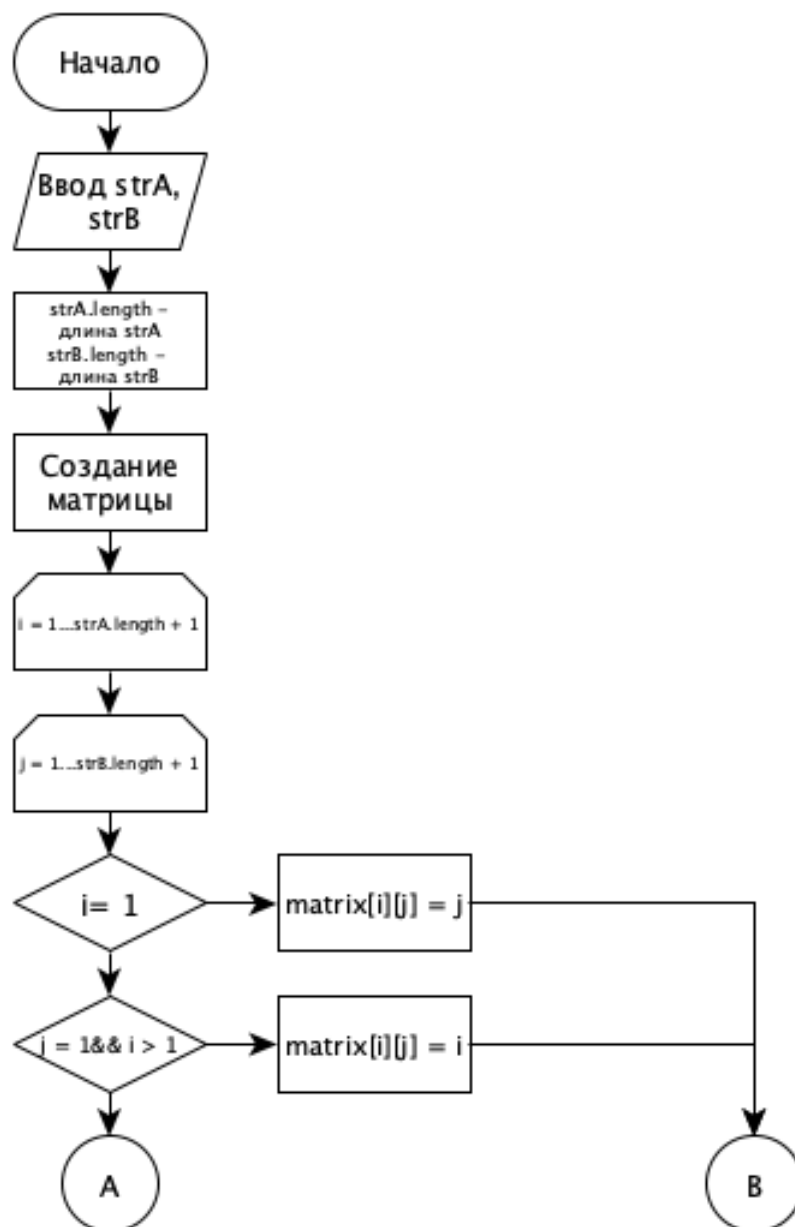 Начало
Ввод strA,
strB
strA.length –
длина strA
strB.length –
длина strB
Создание
матрицы
i = 1...strA.length + 1
j = 1...strB.length + 1
i= 1
matrix[i][j] = j
j = 1&& i > 1
matrix[i][j] = i
A
B